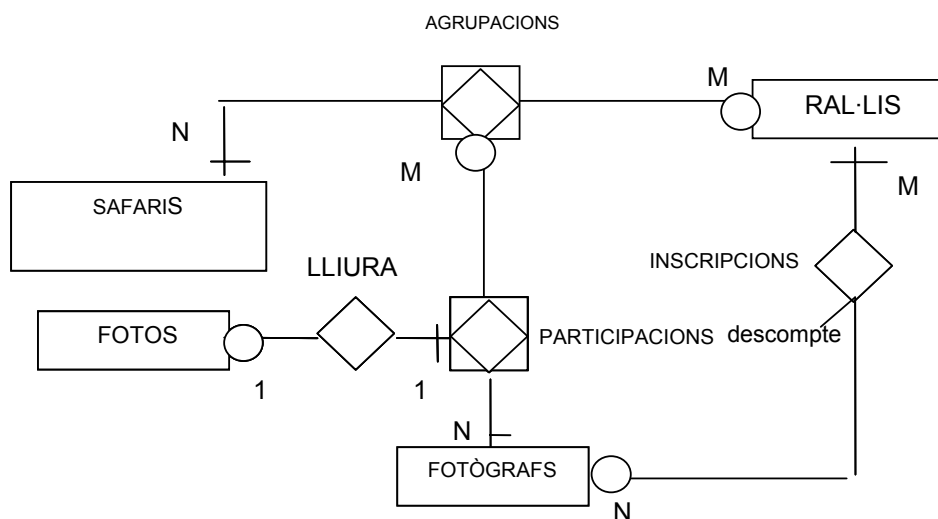 AGRUPACIONS
M
RAL·LIS
N
M
M
SAFARIS
LLIURA
INSCRIPCIONS
FOTOS
PARTICIPACIONS descompte
1
1
N
FOTÒGRAFS
N